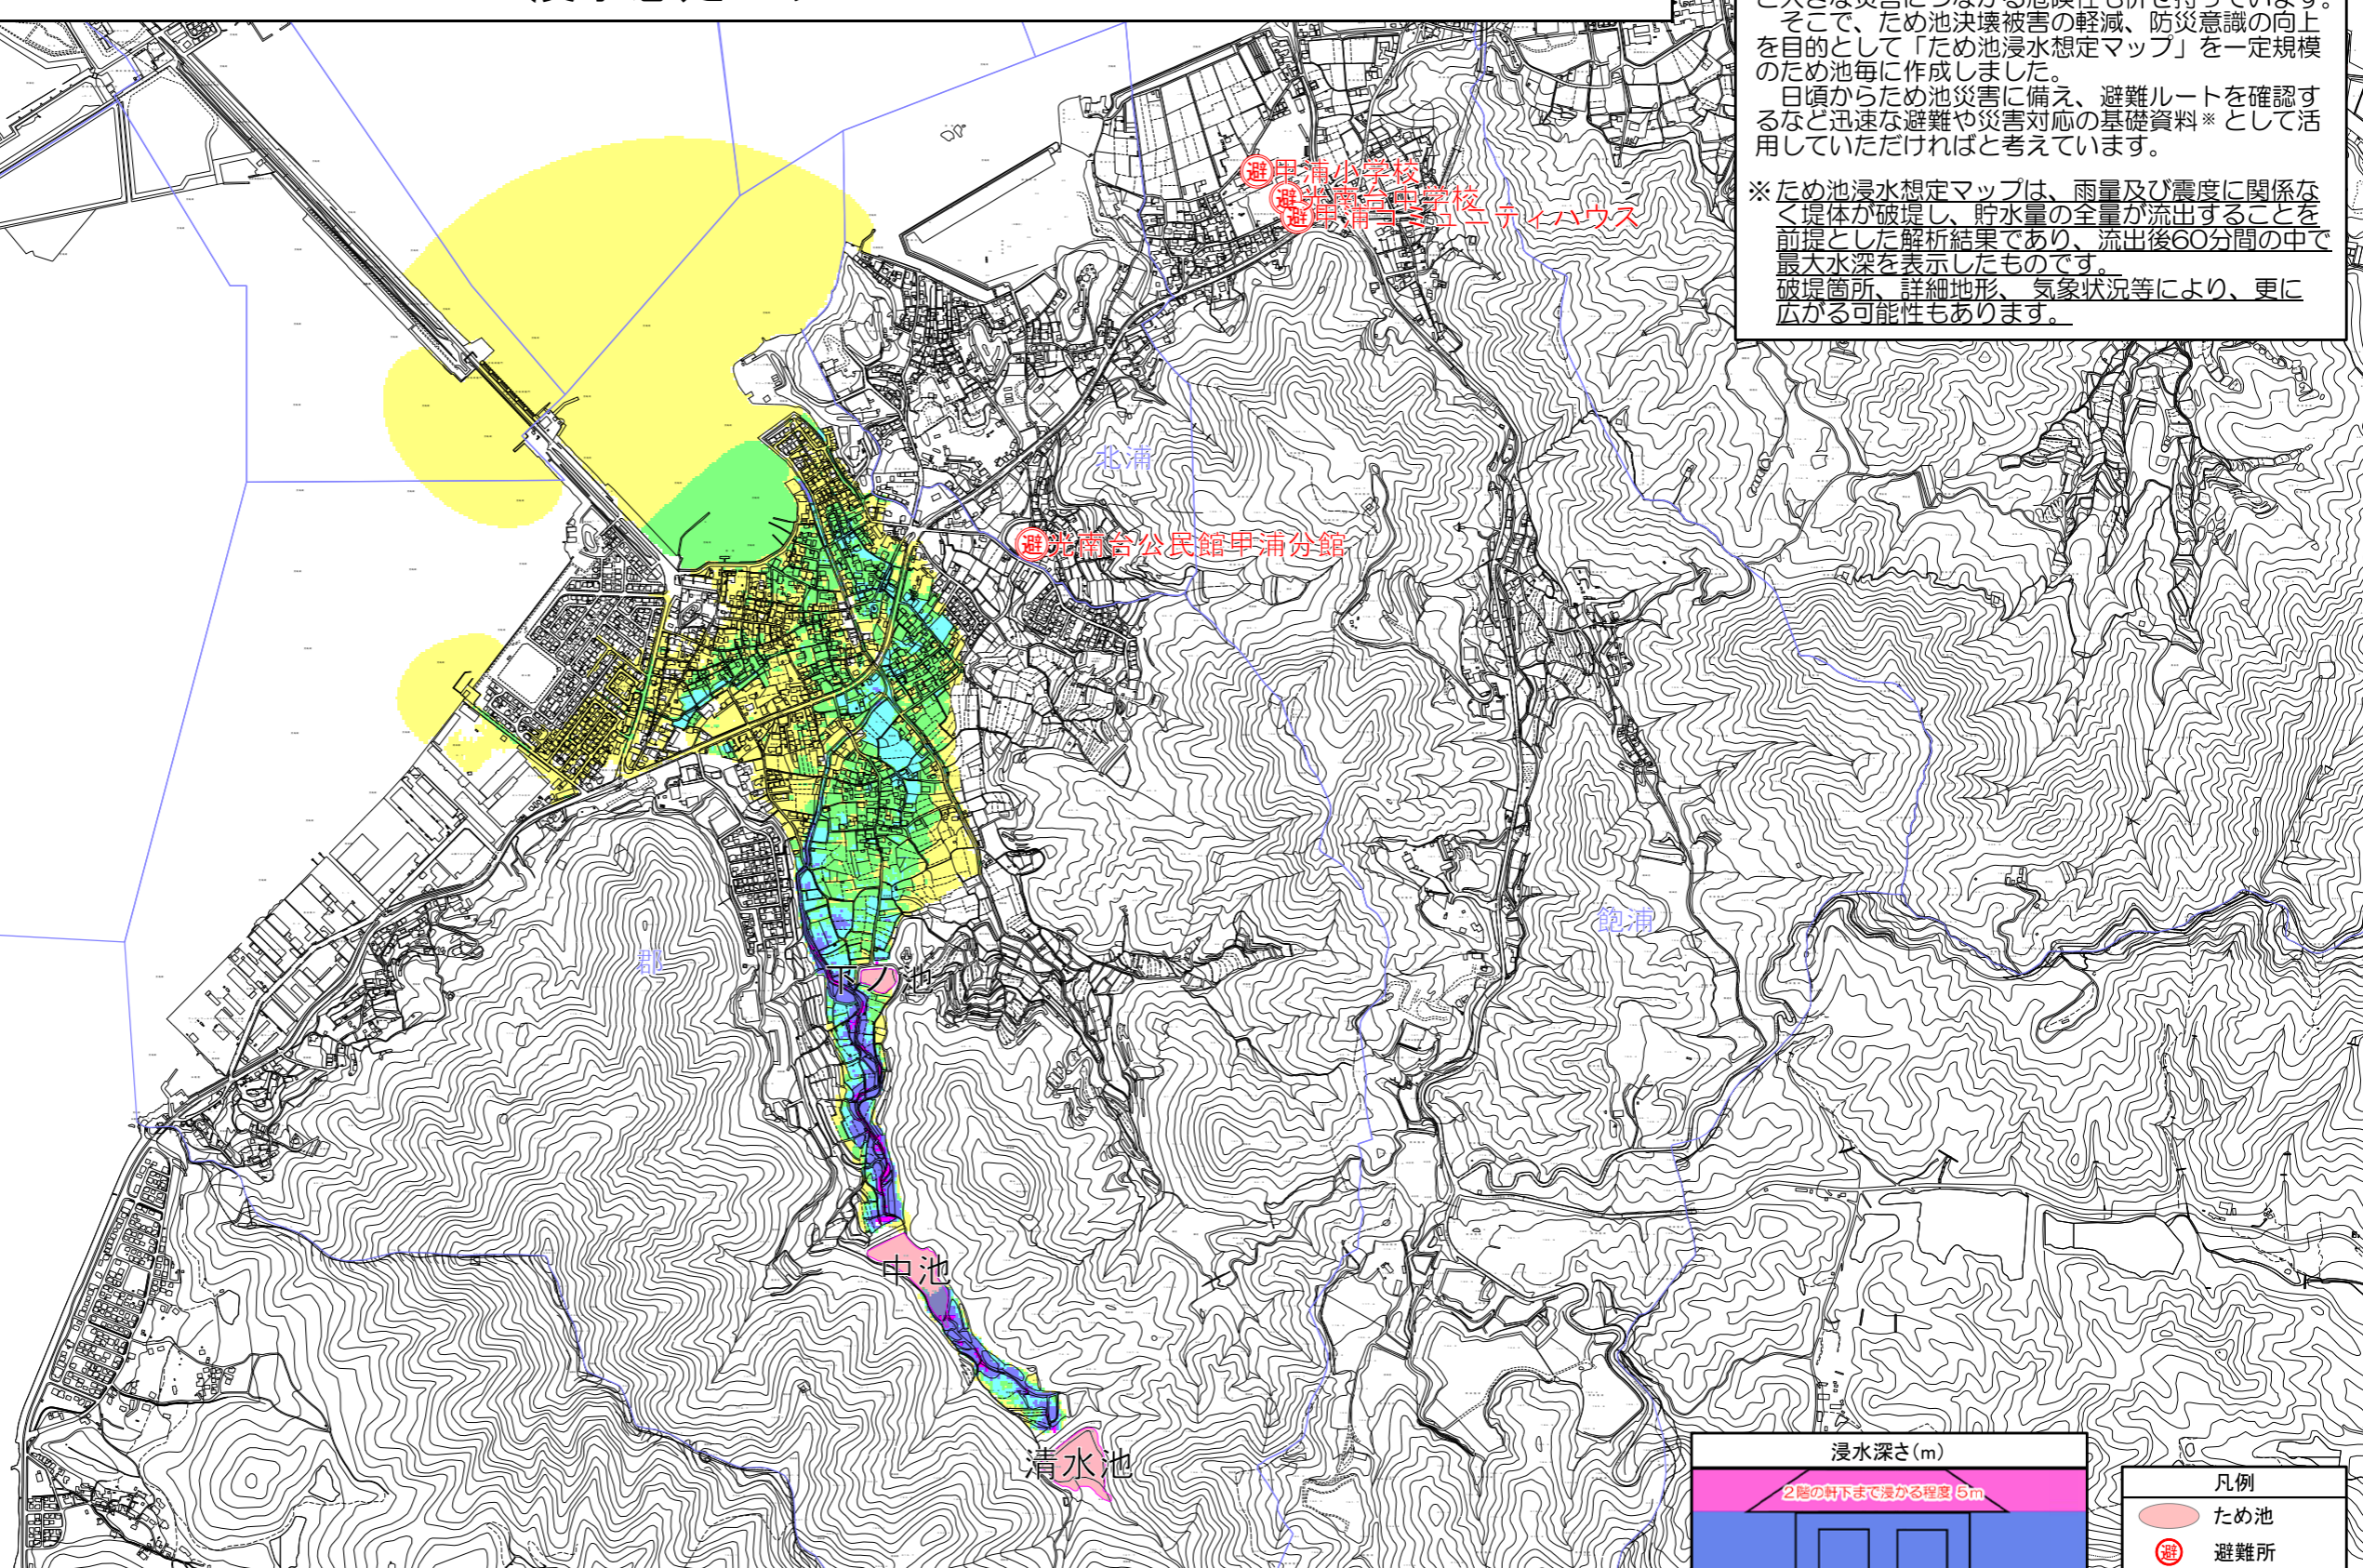 そこで、ため池決壊被害の軽減、防災意識の向上
を目的として「ため池浸水想定マップ」を一定規模
のため池毎に作成しました。
日頃からため池災害に備え、避難ルートを確認す
るなど迅速な避難や災害対応の基礎資料※として活
用していただければと考えています。
※ため池浸水想定マップは、雨量及び震度に関係な
く堤体が破堤し、貯水量の全量が流出することを
前提とした解析結果であり、流出後60分間の中で
最大水深を表示したものです。
破堤箇所、詳細地形、気象状況等により、更に
広がる可能性もあります。
避甲浦小学校
避光南台中学校
避甲浦コミュニティハウス
北浦
避光南台公民館甲浦分館
飽浦
郡
下ノ池
中池
清水池
浸水深さ(m)
2階の軒下まで浸かる程度 5m
凡例
ため池
避 避難所